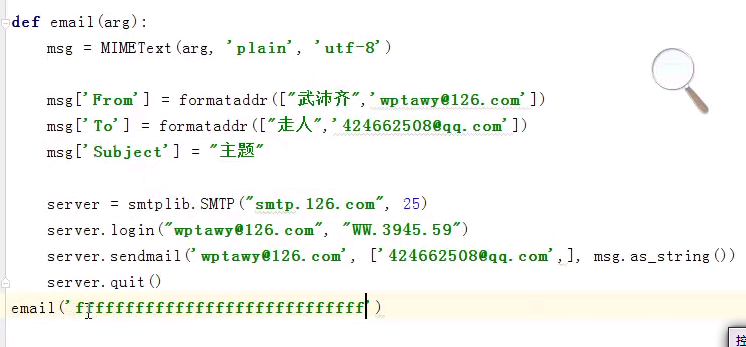 def email(arg):
    msg = MIMEText(arg, 'plain', 'utf-8')
    msg['From'] = formataddr(["武沛齐",'wptawy@126.com'])
    msg['To'] = formataddr(["走人",'424662508@qq.com'])
    msg['Subject'] = "主题"
    server = smtplib.SMTP("smtp.126.com", 25)
    server.login("wptawy@126.com", "WW.3945.59")
    server.sendmail('wptawy@126.com', ['424662508@qq.com',], msg.as_string())
    server.quit()
email('fffffffffffffffffffffffffffff')
控